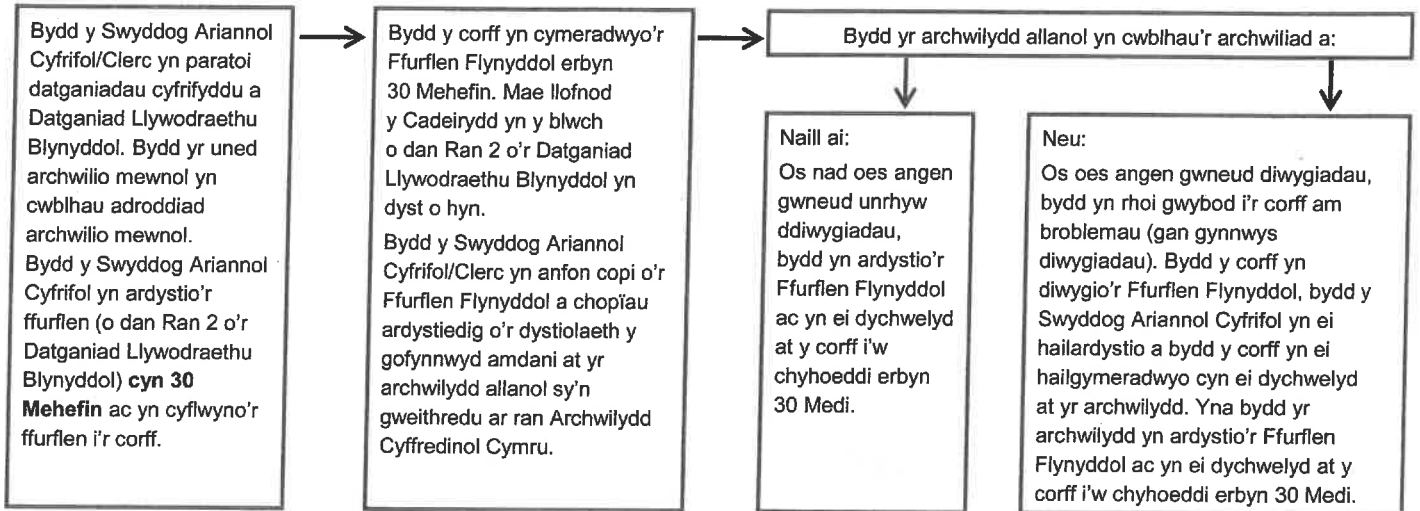 Bydd y Swyddog Ariannol
Cyfrifol/Clerc yn paratoi
datganiadau cyfrifyddu a
Datganiad Llywodraethu
Blynyddol. Bydd yr uned
archwilio mewnol yn
cwblhau adroddiad
archwilio mewnol.
Bydd y Swyddog Ariannol
Cyfrifol yn ardystio'r
ffurflen (o dan Ran 2 o'r
Datganiad Llywodraethu
Blynyddol) cyn 30
Mehefin ac yn cyflwyno'r
ffurflen i'r corff.
Bydd y corff yn cymeradwyo'r
Ffurflen Flynyddol erbyn
30 Mehefin. Mae llofnod
y Cadeirydd yn y blwch
o dan Ran 2 o'r Datganiad
Llywodraethu Blynyddol yn
dyst o hyn.
Bydd y Swyddog Ariannol
Cyfrifol/Clerc yn anfon copi o'r
Ffurflen Flynyddol a chopïau
ardystiedig o'r dystiolaeth y
gofynnwyd amdani at yr
archwilydd allanol sy'n
gweithredu ar ran Archwilydd
Cyffredinol Cymru.
Bydd yr archwilydd allanol yn cwblhau'r archwiliad a:
Naill ai:
Os nad oes angen
gwneud unrhyw
ddiwygiadau,
bydd yn ardystio'r
Ffurflen Flynyddol
ac yn ei dychwelyd
at y corff i'w
chyhoeddi erbyn
30 Medi.
Neu:
Os oes angen gwneud diwygiadau,
bydd yn rhoi gwybod i'r corff am
broblemau (gan gynnwys
diwygiadau). Bydd y corff yn
diwygio'r Ffurflen Flynyddol, bydd y
Swyddog Ariannol Cyfrifol yn ei
hailardystio a bydd y corff yn ei
hailgymeradwyo cyn ei dychwelyd
at yr archwilydd. Yna bydd yr
archwilydd yn ardystio'r Ffurflen
Flynyddol ac yn ei dychwelyd at y
corff i'w chyhoeddi erbyn 30 Medi.